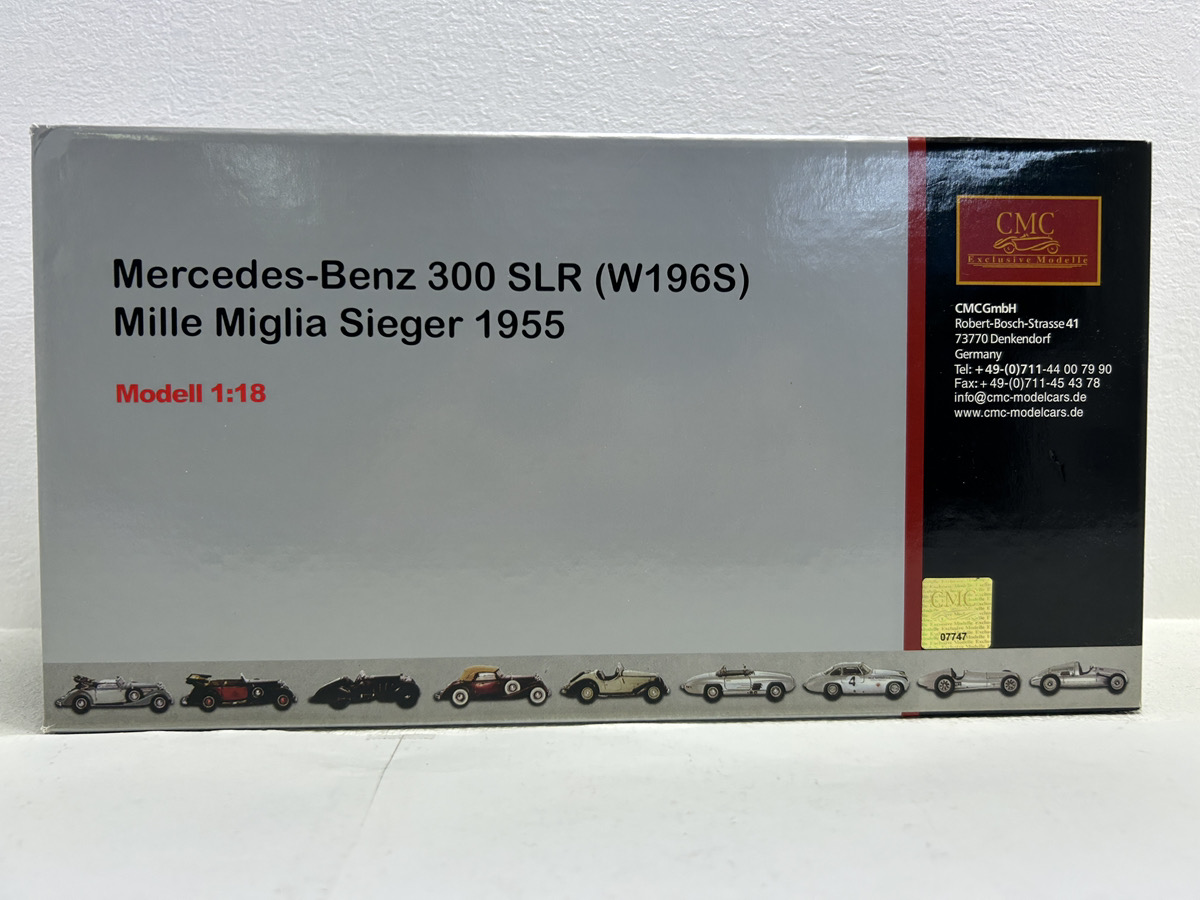 Mercedes-Benz 300 SLR (W196S)
Mille Miglia Sieger 1955
Modell 1:18
CMC
Exclusive Modelle
CMCGmbH
Robert-Bosch-Strasse 41
73770 Denkendorf
Germany
Tel: +49-(0)711-44 00 79 90
Fax: +49-(0)711-45 43 78
info@cmc-modelcars.de
www.cmc-modelcars.de
CMC
07747
4